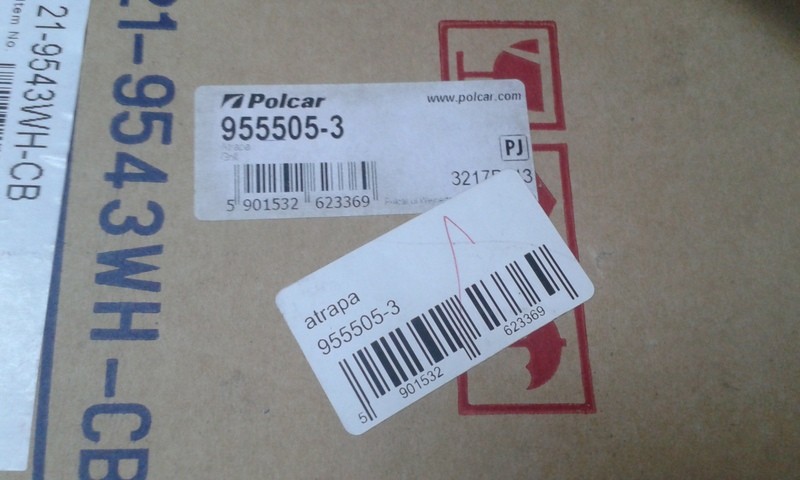 21-9543WH-CB
Item No.
21-9543WH-CB
Polcar
www.polcar.com
955505-3
Atrapa
PJ
5 901532 623369
atrapa
955505-3
5 901532 623369